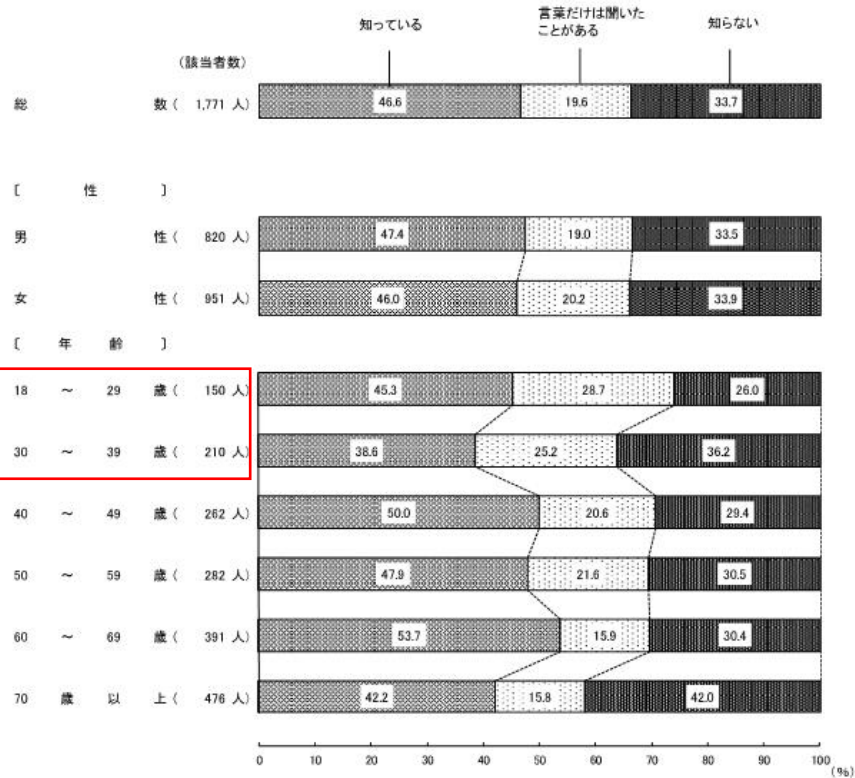 知っている
言葉だけは聞いた
ことがある
知らない
(該当者数)
総 数 ( 1,771 人) 46.6 19.6 33.7
〔 性 〕
男 性 ( 820 人) 47.4 19.0 33.5
女 性 ( 951 人) 46.0 20.2 33.9
〔 年 齢 〕
18 ～ 29 歳 ( 150 人) 45.3 28.7 26.0
30 ～ 39 歳 ( 210 人) 38.6 25.2 36.2
40 ～ 49 歳 ( 262 人) 50.0 20.6 29.4
50 ～ 59 歳 ( 282 人) 47.9 21.6 30.5
60 ～ 69 歳 ( 391 人) 53.7 15.9 30.4
70 歳 以 上 ( 476 人) 42.2 15.8 42.0
0 10 20 30 40 50 60 70 80 90 100
(%)